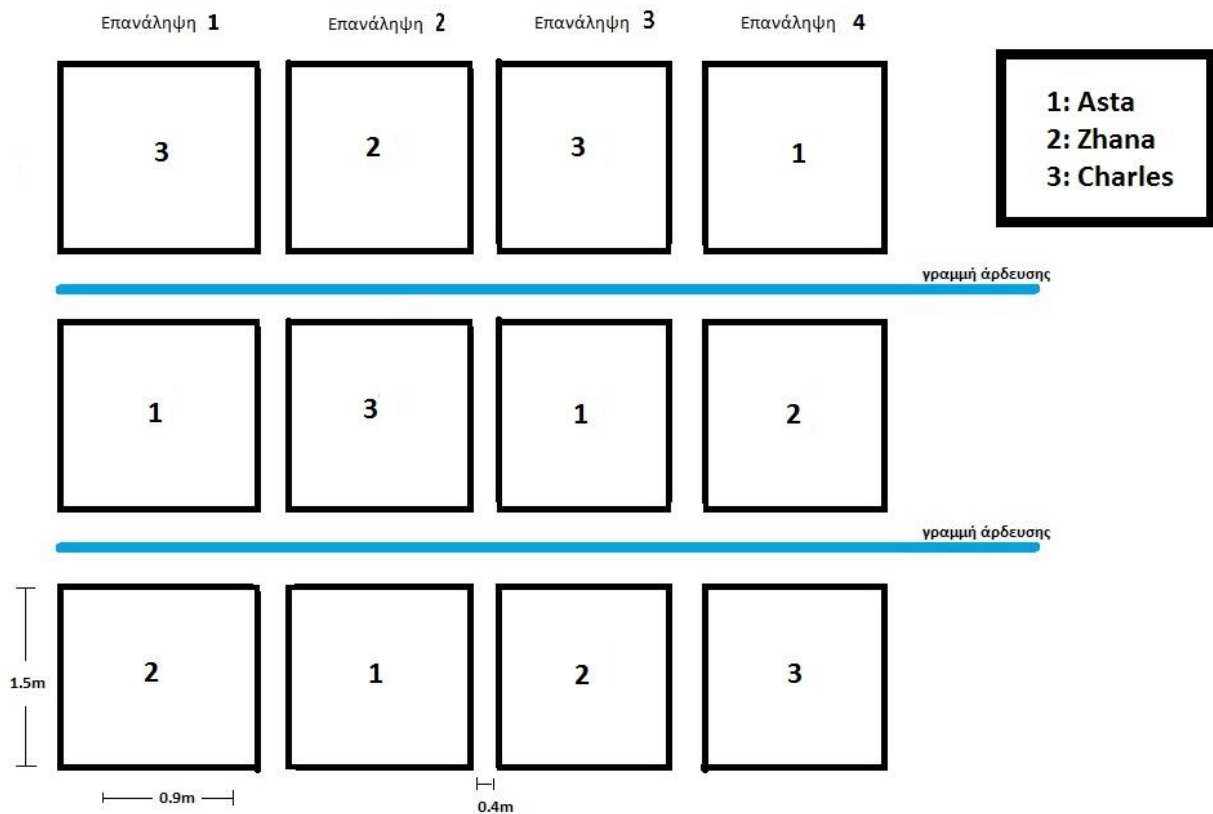 Επανάληψη 1 Επανάληψη 2 Επανάληψη 3 Επανάληψη 4
3 2 3 1
1: Asta
2: Zhana
3: Charles
γραμμή άρδευσης
1 3 1 2
γραμμή άρδευσης
2 1 2 3
1.5m
0.9m
0.4m